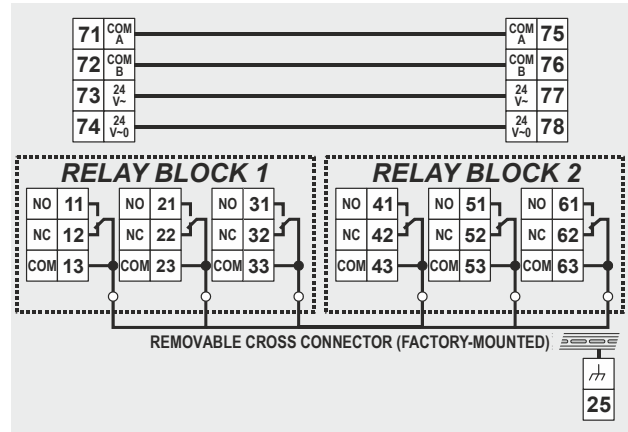 71 COM A COM A 75
72 COM B COM B 76
73 24 V~ 24 V~ 77
74 24 V~0 24 V~0 78
RELAY BLOCK 1 RELAY BLOCK 2
NO 11 NO 21 NO 31 NO 41 NO 51 NO 61
NC 12 NC 22 NC 32 NC 42 NC 52 NC 62
COM 13 COM 23 COM 33 COM 43 COM 53 COM 63
REMOVABLE CROSS CONNECTOR (FACTORY-MOUNTED)
25